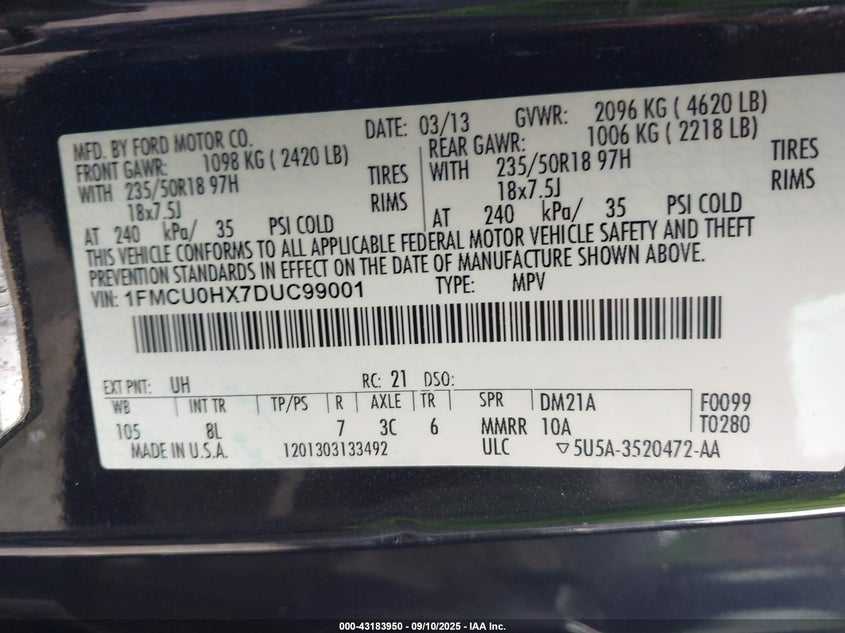 MFD. BY FORD MOTOR CO. DATE: 03/13 GVWR: 2096 KG ( 4620 LB)
FRONT GAWR: 1098 KG ( 2420 LB) REAR GAWR: 1006 KG ( 2218 LB)
WITH 235/50R18 97H TIRES WITH 235/50R18 97H TIRES
18x7.5J RIMS 18x7.5J RIMS
AT 240 kPa/ 35 PSI COLD AT 240 kPa/ 35 PSI COLD
THIS VEHICLE CONFORMS TO ALL APPLICABLE FEDERAL MOTOR VEHICLE SAFETY AND THEFT
PREVENTION STANDARDS IN EFFECT ON THE DATE OF MANUFACTURE SHOWN ABOVE.
VIN: 1FMCU0HX7DUC99001 TYPE: MPV
EXT PNT: UH RC: 21 DSO:
WB INT TR TP/PS R AXLE TR SPR DM21A F0099
105 8L 7 3C 6 MMRR 10A T0280
MADE IN U.S.A. 1201303133492 ULC ▽5U5A-3520472-AA
000-43183950 - 09/10/2025 - IAA Inc.